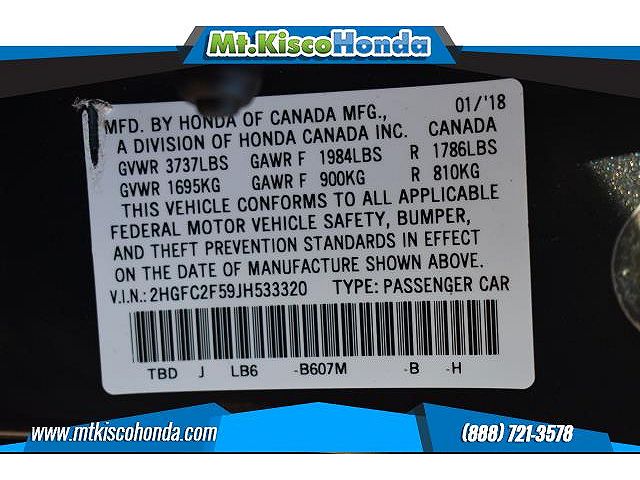 Mt.KiscoHonda
MFD. BY HONDA OF CANADA MFG., 01/'18
A DIVISION OF HONDA CANADA INC. CANADA
GVWR 3737LBS GAWR F 1984LBS R 1786LBS
GVWR 1695KG GAWR F 900KG R 810KG
THIS VEHICLE CONFORMS TO ALL APPLICABLE
FEDERAL MOTOR VEHICLE SAFETY, BUMPER,
AND THEFT PREVENTION STANDARDS IN EFFECT
ON THE DATE OF MANUFACTURE SHOWN ABOVE.
V.I.N.: 2HGFC2F59JH533320 TYPE: PASSENGER CAR
TBD J LB6 -B607M -B -H
www.mtkiscohonda.com (888) 721-3578